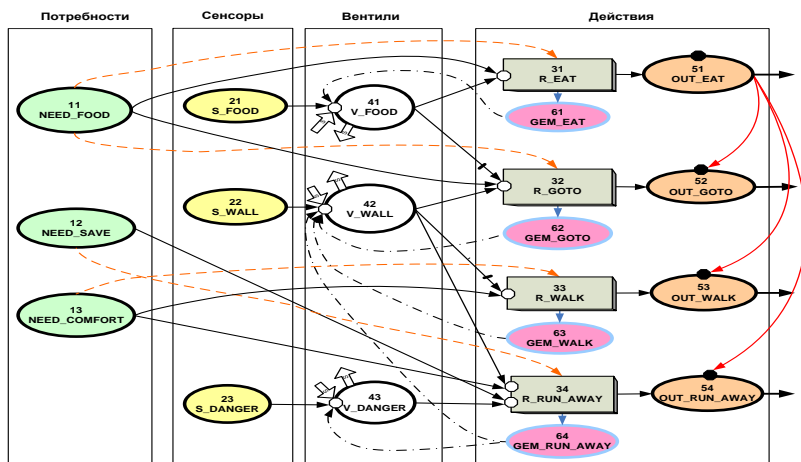 Потребности
Сенсоры
Вентили
Действия
11
NEED_FOOD
12
NEED_SAVE
13
NEED_COMFORT
21
S_FOOD
22
S_WALL
23
S_DANGER
41
V_FOOD
42
V_WALL
43
V_DANGER
31
R_EAT
61
GEM_EAT
32
R_GOTO
62
GEM_GOTO
33
R_WALK
63
GEM_WALK
34
R_RUN_AWAY
64
GEM_RUN_AWAY
51
OUT_EAT
52
OUT_GOTO
53
OUT_WALK
54
OUT_RUN_AWAY